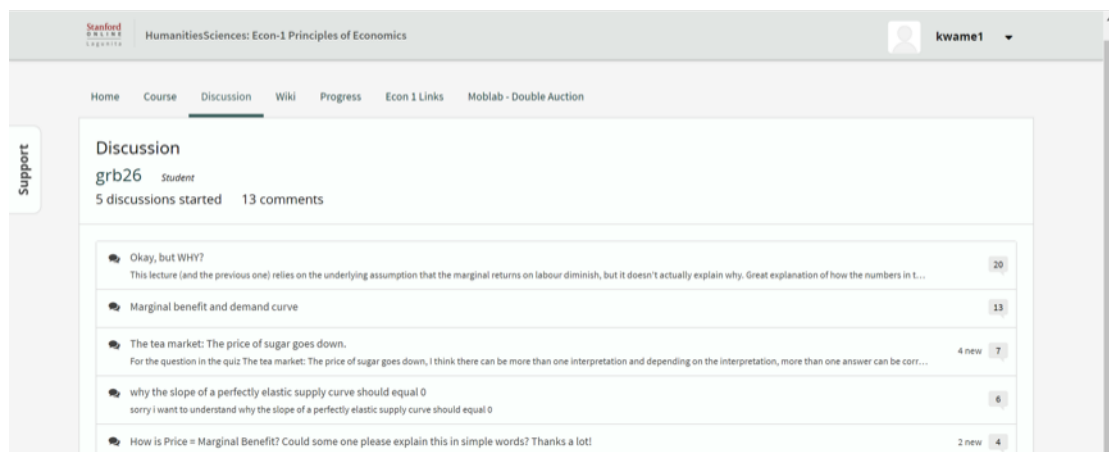 Stanford
ONLINE
Lagunita
HumanitiesSciences: Econ-1 Principles of Economics
kwame1
Home Course Discussion Wiki Progress Econ 1 Links Moblab - Double Auction
Support
Discussion
grb26 Student
5 discussions started 13 comments
Okay, but WHY?
20
This lecture (and the previous one) relies on the underlying assumption that the marginal returns on labour diminish, but it doesn't actually explain why. Great explanation of how the numbers in t...
Marginal benefit and demand curve
13
The tea market: The price of sugar goes down.
4 new 7
For the question in the quiz The tea market: The price of sugar goes down, I think there can be more than one interpretation and depending on the interpretation, more than one answer can be corr...
why the slope of a perfectly elastic supply curve should equal 0
6
sorry i want to understand why the slope of a perfectly elastic supply curve should equal 0
How is Price = Marginal Benefit? Could some one please explain this in simple words? Thanks a lot!
2 new 4